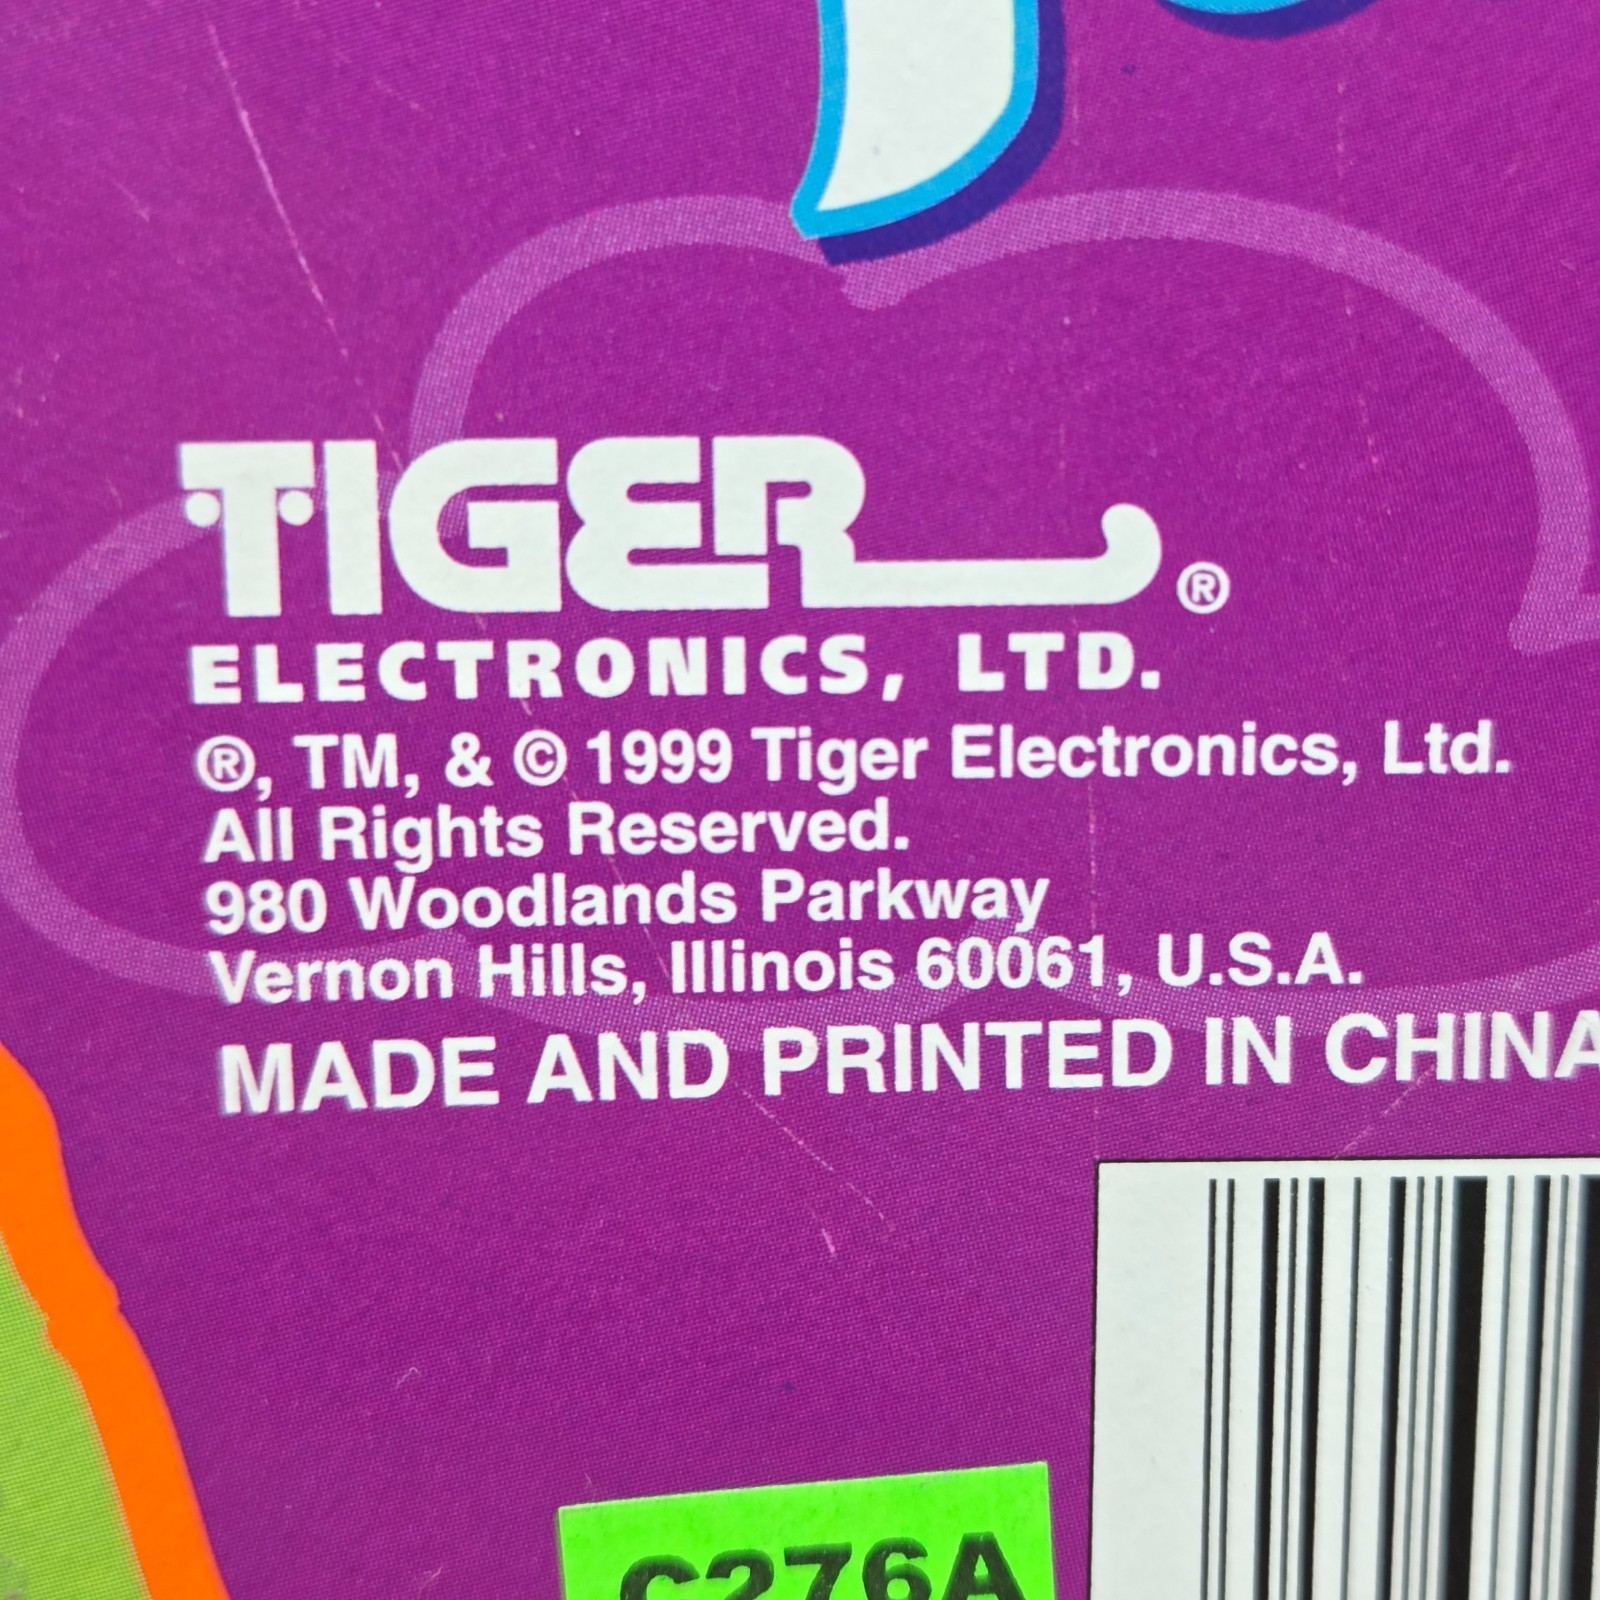 TIGER®
ELECTRONICS, LTD.
®, TM, & © 1999 Tiger Electronics, Ltd.
All Rights Reserved.
980 Woodlands Parkway
Vernon Hills, Illinois 60061, U.S.A.
MADE AND PRINTED IN CHINA
C276A